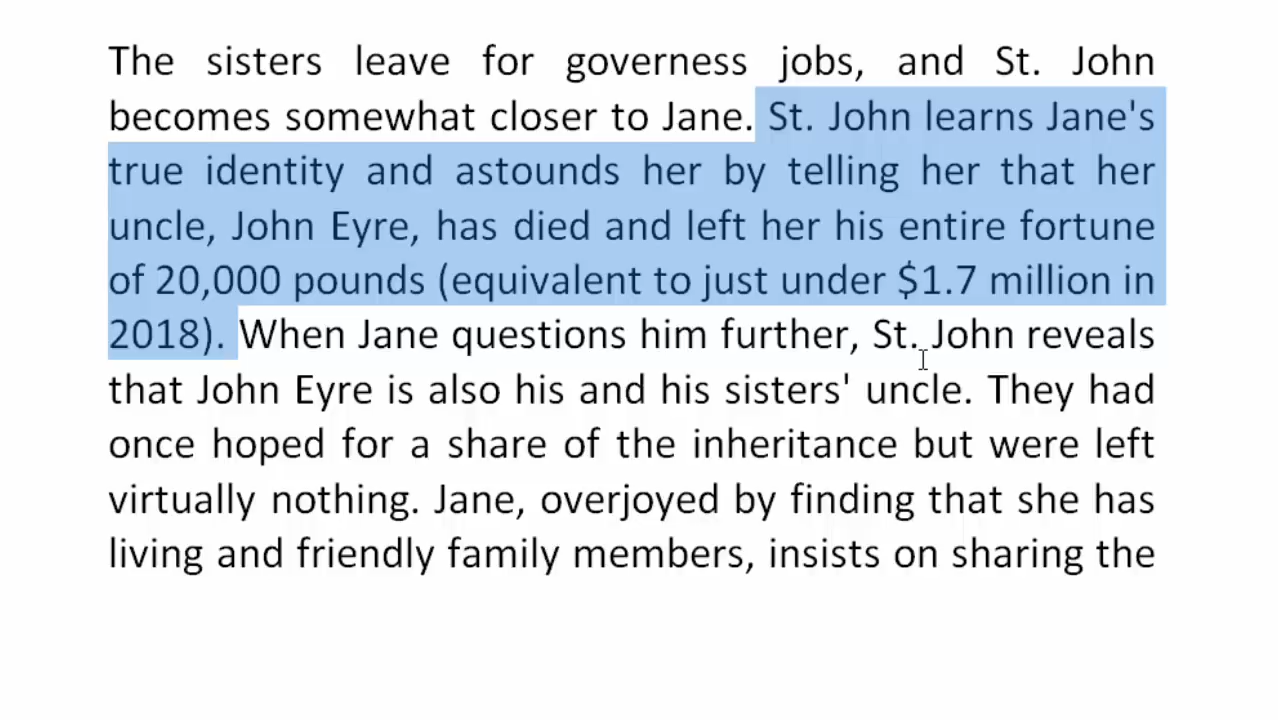 The sisters leave for governess jobs, and St. John
becomes somewhat closer to Jane. St. John learns Jane's
true identity and astounds her by telling her that her
uncle, John Eyre, has died and left her his entire fortune
of 20,000 pounds (equivalent to just under $1.7 million in
2018). When Jane questions him further, St. John reveals
that John Eyre is also his and his sisters' uncle. They had
once hoped for a share of the inheritance but were left
virtually nothing. Jane, overjoyed by finding that she has
living and friendly family members, insists on sharing the